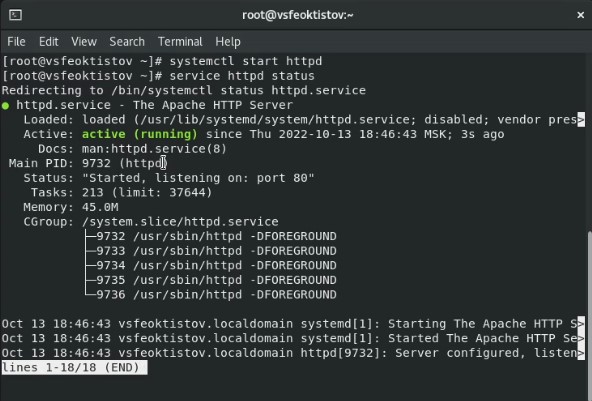 root@vsfeoktistov:~
File Edit View Search Terminal Help
[root@vsfeoktistov ~]# systemctl start httpd
[root@vsfeoktistov ~]# service httpd status
Redirecting to /bin/systemctl status httpd.service
● httpd.service - The Apache HTTP Server
   Loaded: loaded (/usr/lib/systemd/system/httpd.service; disabled; vendor pres>
   Active: active (running) since Thu 2022-10-13 18:46:43 MSK; 3s ago
     Docs: man:httpd.service(8)
 Main PID: 9732 (httpd)
   Status: "Started, listening on: port 80"
    Tasks: 213 (limit: 37644)
   Memory: 45.0M
   CGroup: /system.slice/httpd.service
           ├─9732 /usr/sbin/httpd -DFOREGROUND
           ├─9733 /usr/sbin/httpd -DFOREGROUND
           ├─9734 /usr/sbin/httpd -DFOREGROUND
           ├─9735 /usr/sbin/httpd -DFOREGROUND
           └─9736 /usr/sbin/httpd -DFOREGROUND
Oct 13 18:46:43 vsfeoktistov.localdomain systemd[1]: Starting The Apache HTTP S>
Oct 13 18:46:43 vsfeoktistov.localdomain systemd[1]: Started The Apache HTTP Se>
Oct 13 18:46:43 vsfeoktistov.localdomain httpd[9732]: Server configured, listen>
lines 1-18/18 (END)